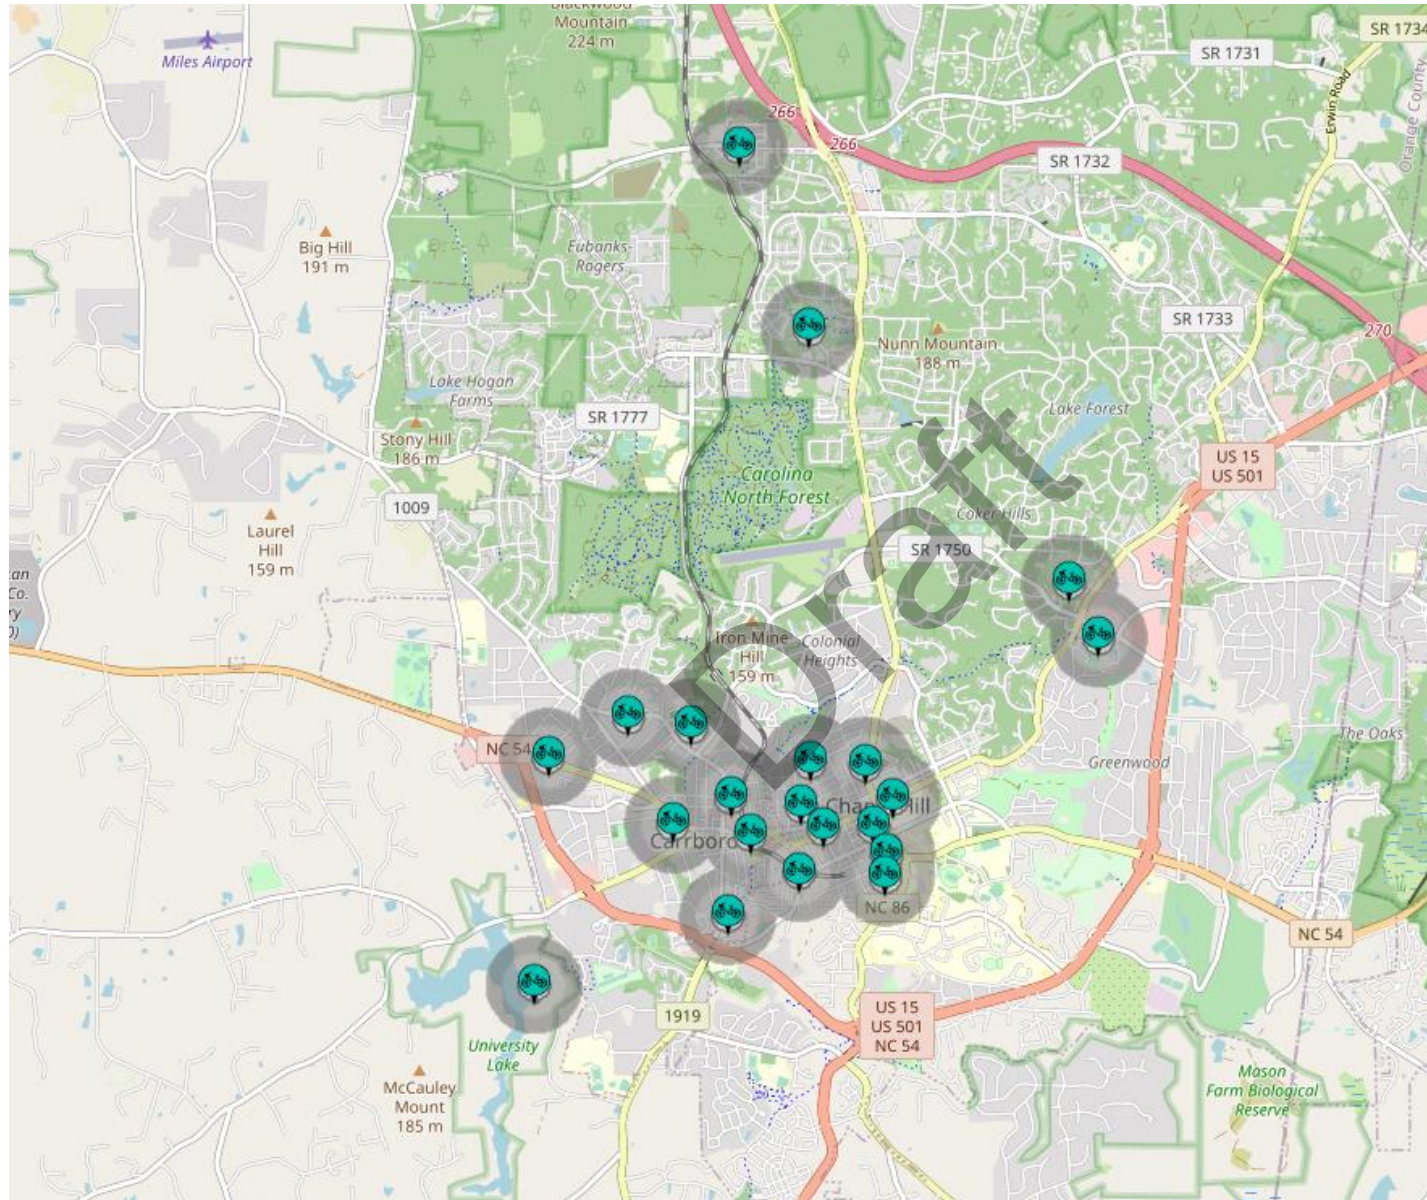 Blackwood
Mountain
224 m
Miles Airport
SR 1731
SR 1734
266
266
Erwin Road
Orange County
SR 1732
Big Hill
191 m
Eubanks-
Rogers
SR 1733
270
Nunn Mountain
188 m
Lake Hogan
Farms
Lake Forest
SR 1777
Stony Hill
186 m
US 15
US 501
Carolina
North Forest
1009
Coker Hills
Laurel
Hill
159 m
SR 1750
Draft
Co.
Iron Mine
Hill
159 m
Colonial
Heights
NC 54
The Oaks
Greenwood
Carrboro
NC 86
NC 54
US 15
US 501
NC 54
1919
University
Lake
McCauley
Mount
185 m
Mason
Farm Biological
Reserve